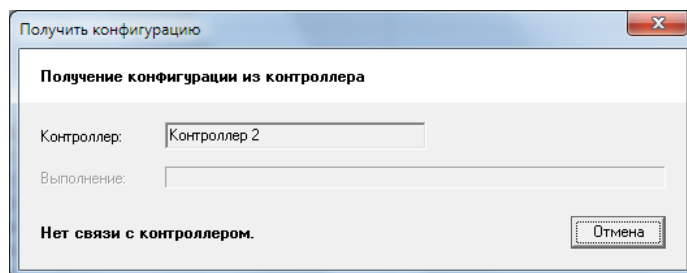 Получить конфигурацию
Получение конфигурации из контроллера
Контроллер: Контроллер 2
Выполнение:
Нет связи с контроллером.
Отмена